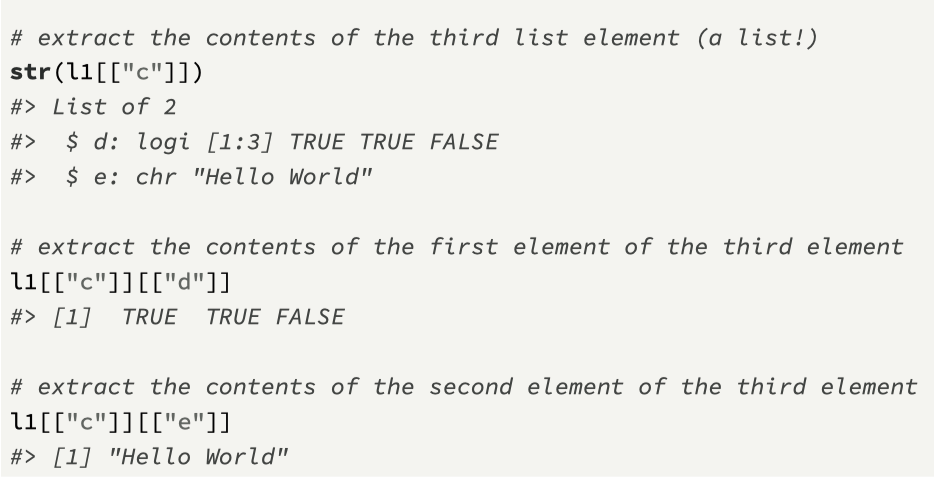 # extract the contents of the third list element (a list!)
str(l1[["c"]])
#> List of 2
#>  $ d: logi [1:3] TRUE TRUE FALSE
#>  $ e: chr "Hello World"
# extract the contents of the first element of the third element
l1[["c"]][["d"]]
#> [1]  TRUE  TRUE FALSE
# extract the contents of the second element of the third element
l1[["c"]][["e"]]
#> [1] "Hello World"